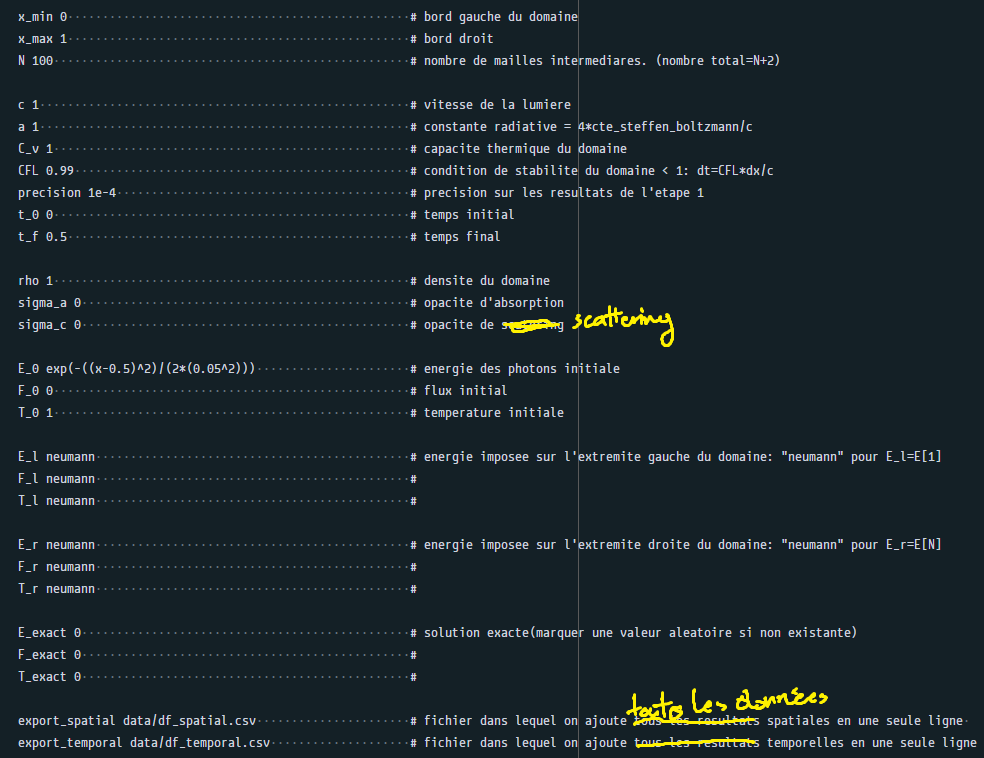 x_min 0 # bord gauche du domaine
x_max 1 # bord droit
N 100 # nombre de mailles intermediares. (nombre total=N+2)
c 1 # vitesse de la lumiere
a 1 # constante radiative = 4*cte_steffen_boltzmann/c
C_v 1 # capacite thermique du domaine
CFL 0.99 # condition de stabilite du domaine < 1: dt=CFL*dx/c
precision 1e-4 # precision sur les resultats de l'etape 1
t_0 0 # temps initial
t_f 0.5 # temps final
rho 1 # densite du domaine
sigma_a 0 # opacite d'absorption
sigma_c 0 # opacite de scattering
E_0 exp(-((x-0.5)^2)/(2*(0.05^2))) # energie des photons initiale
F_0 0 # flux initial
T_0 1 # temperature initiale
E_l neumann # energie imposee sur l'extremite gauche du domaine: "neumann" pour E_l=E[1]
F_l neumann #
T_l neumann #
E_r neumann # energie imposee sur l'extremite droite du domaine: "neumann" pour E_r=E[N]
F_r neumann #
T_r neumann #
E_exact 0 # solution exacte(marquer une valeur aleatoire si non existante)
F_exact 0 #
T_exact 0 #
toutes les données
export_spatial data/df_spatial.csv # fichier dans lequel on ajoute tous les resultats spatiales en une seule ligne
export_temporal data/df_temporal.csv # fichier dans lequel on ajoute tous les resultats temporelles en une seule ligne